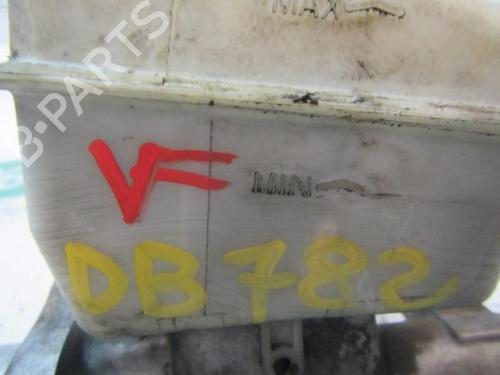 MAX
B-PARTS
VF MIN
DB782